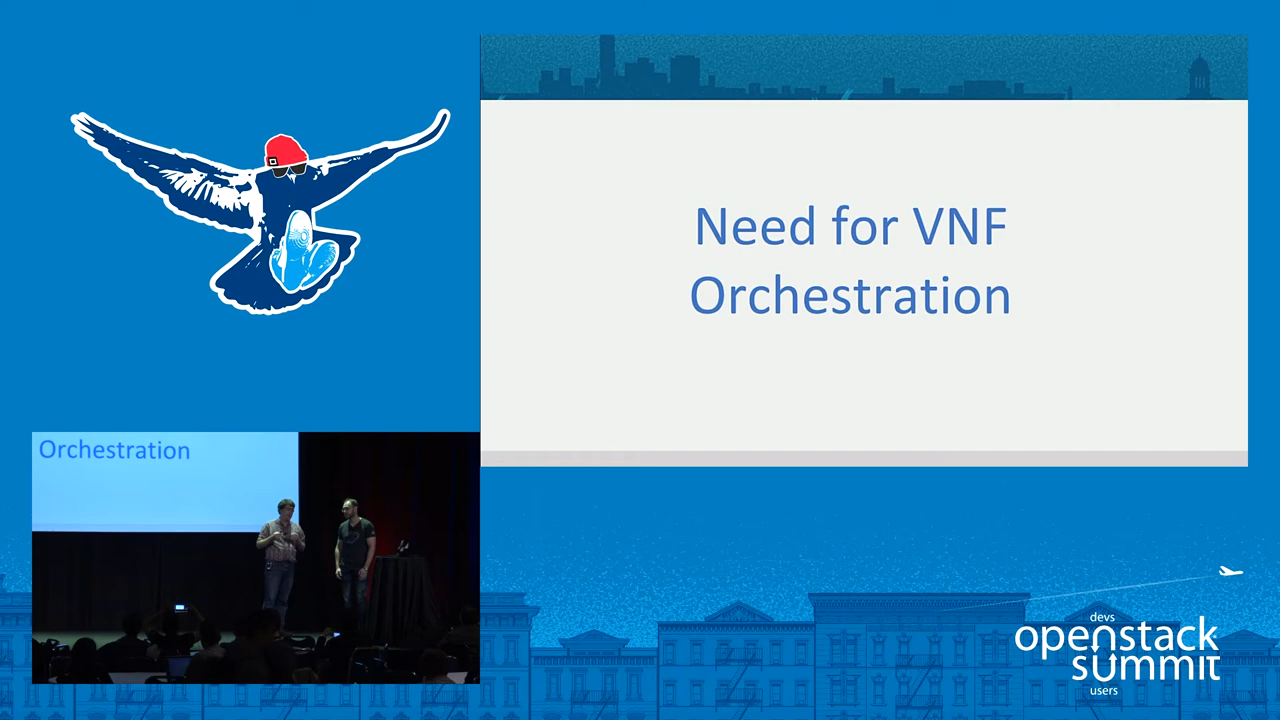 Need for VNF
Orchestration
Orchestration
devs
openstack
summit
users